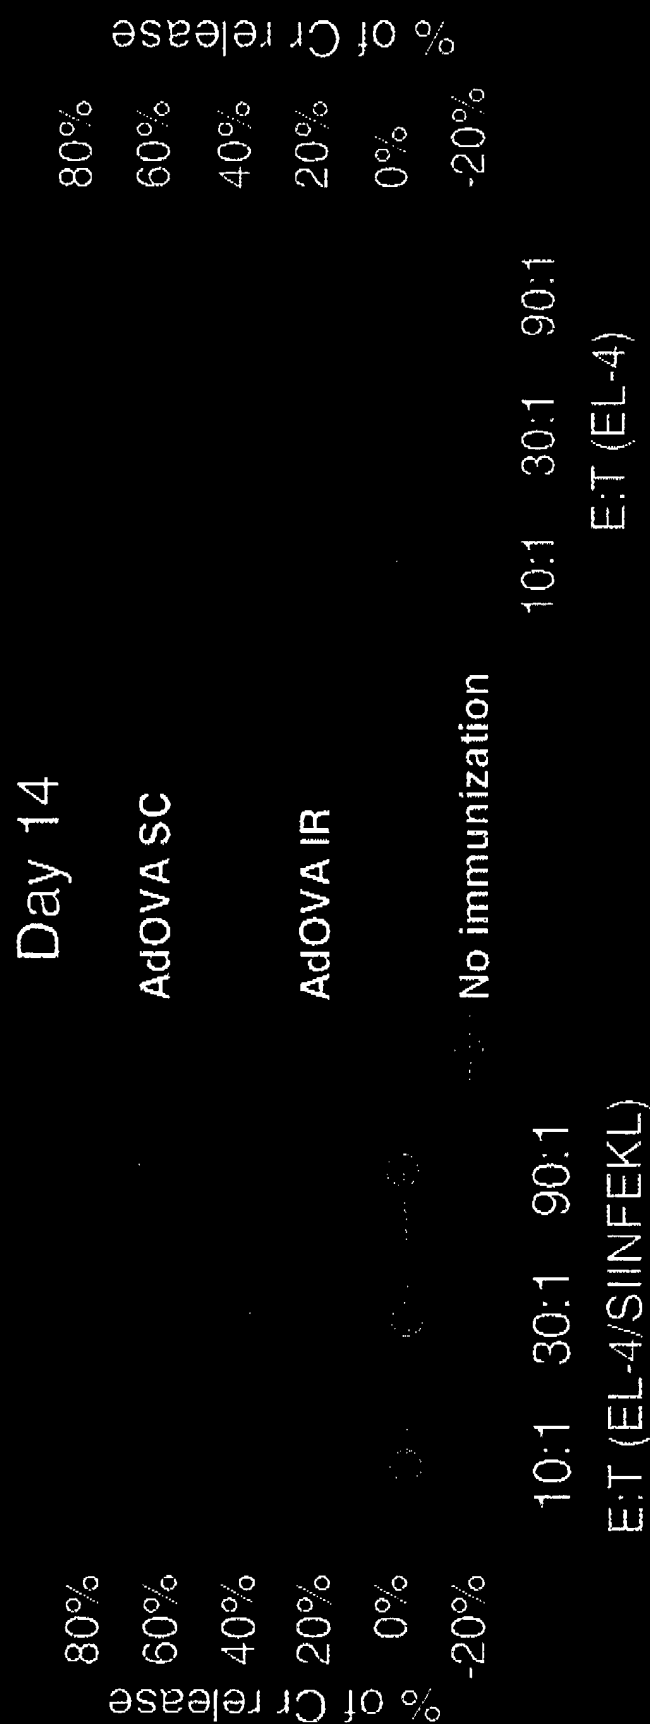 Day 14
% of Cr release
80%
60%
40%
20%
0%
-20%
10:1 30:1 90:1
E:T (EL-4/SIINFEKL)
AdOVA SC
AdOVA IR
No immunization
% of Cr release
80%
60%
40%
20%
0%
-20%
10:1 30:1 90:1
E:T (EL-4)